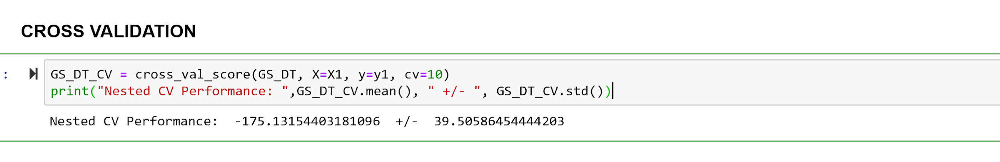 CROSS VALIDATION
:
GS_DT_CV = cross_val_score(GS_DT, X=X1, y=y1, cv=10)
print("Nested CV Performance: ",GS_DT_CV.mean(), " +/- ", GS_DT_CV.std())
Nested CV Performance:  -175.13154403181096  +/-  39.50586454444203